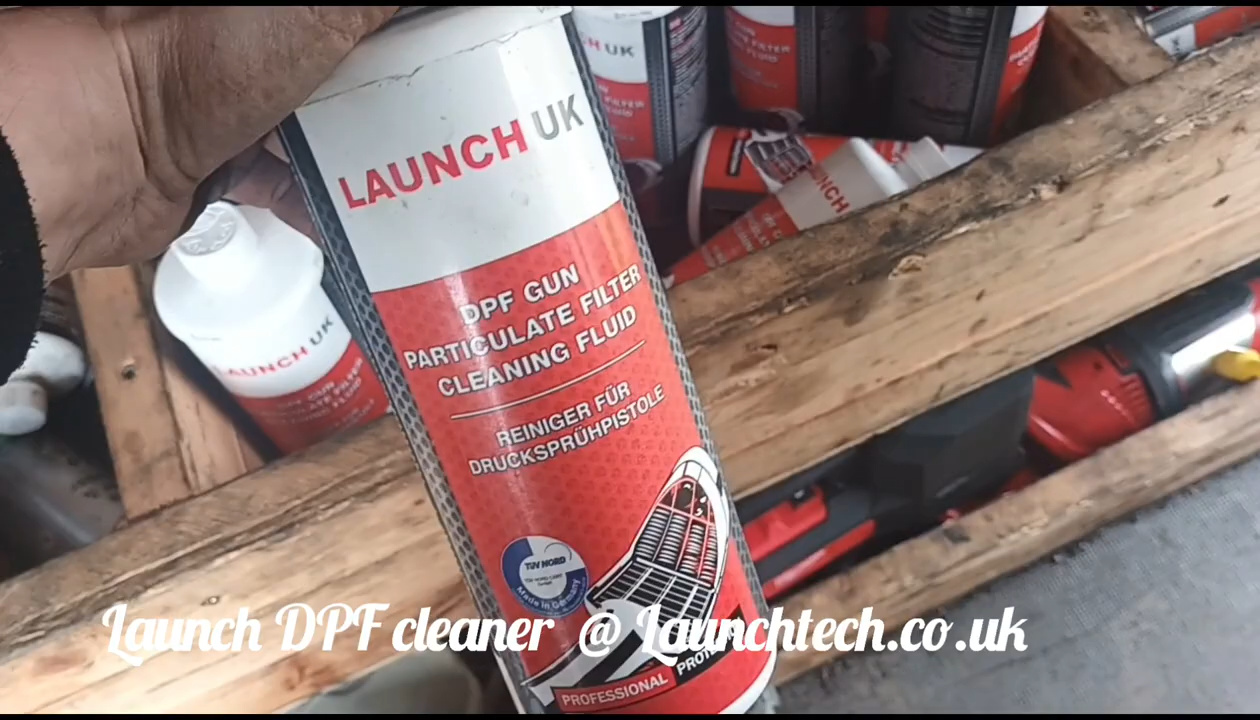 LAUNCH UK
DPF GUN
PARTICULATE FILTER
CLEANING FLUID
REINIGER FÜR
DRUCKSPRÜHPISTOLE
TÜV NORD
Made in Germany
PROFESSIONAL
LAUNCH UK
Launch DPF cleaner @ Launchtech.co.uk